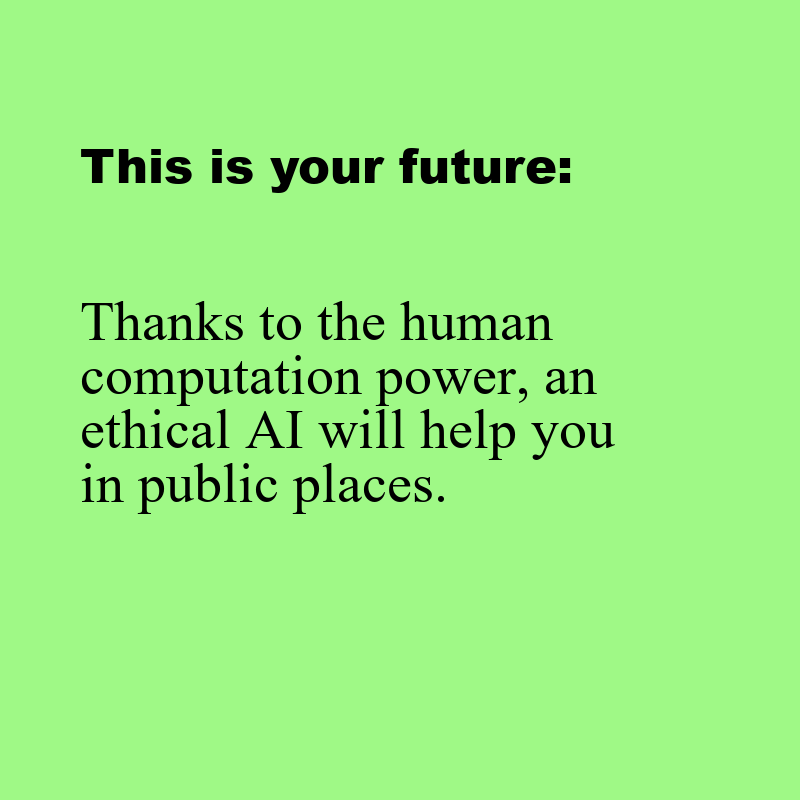 This is your future:
Thanks to the human
computation power, an
ethical AI will help you
in public places.